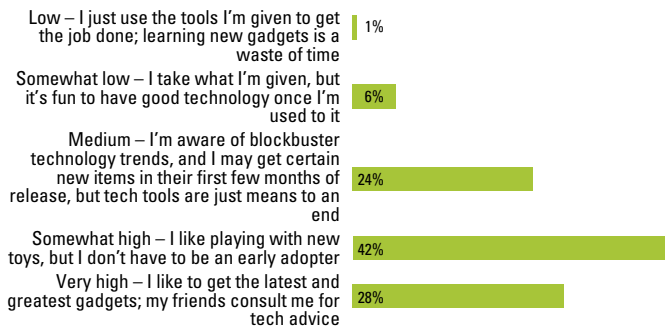 Low – I just use the tools I’m given to get
the job done; learning new gadgets is a
waste of time
1%
Somewhat low – I take what I’m given, but
it’s fun to have good technology once I’m
used to it
6%
Medium – I’m aware of blockbuster
technology trends, and I may get certain
new items in their first few months of
release, but tech tools are just means to an
end
24%
Somewhat high – I like playing with new
toys, but I don’t have to be an early adopter
42%
Very high – I like to get the latest and
greatest gadgets; my friends consult me for
tech advice
28%